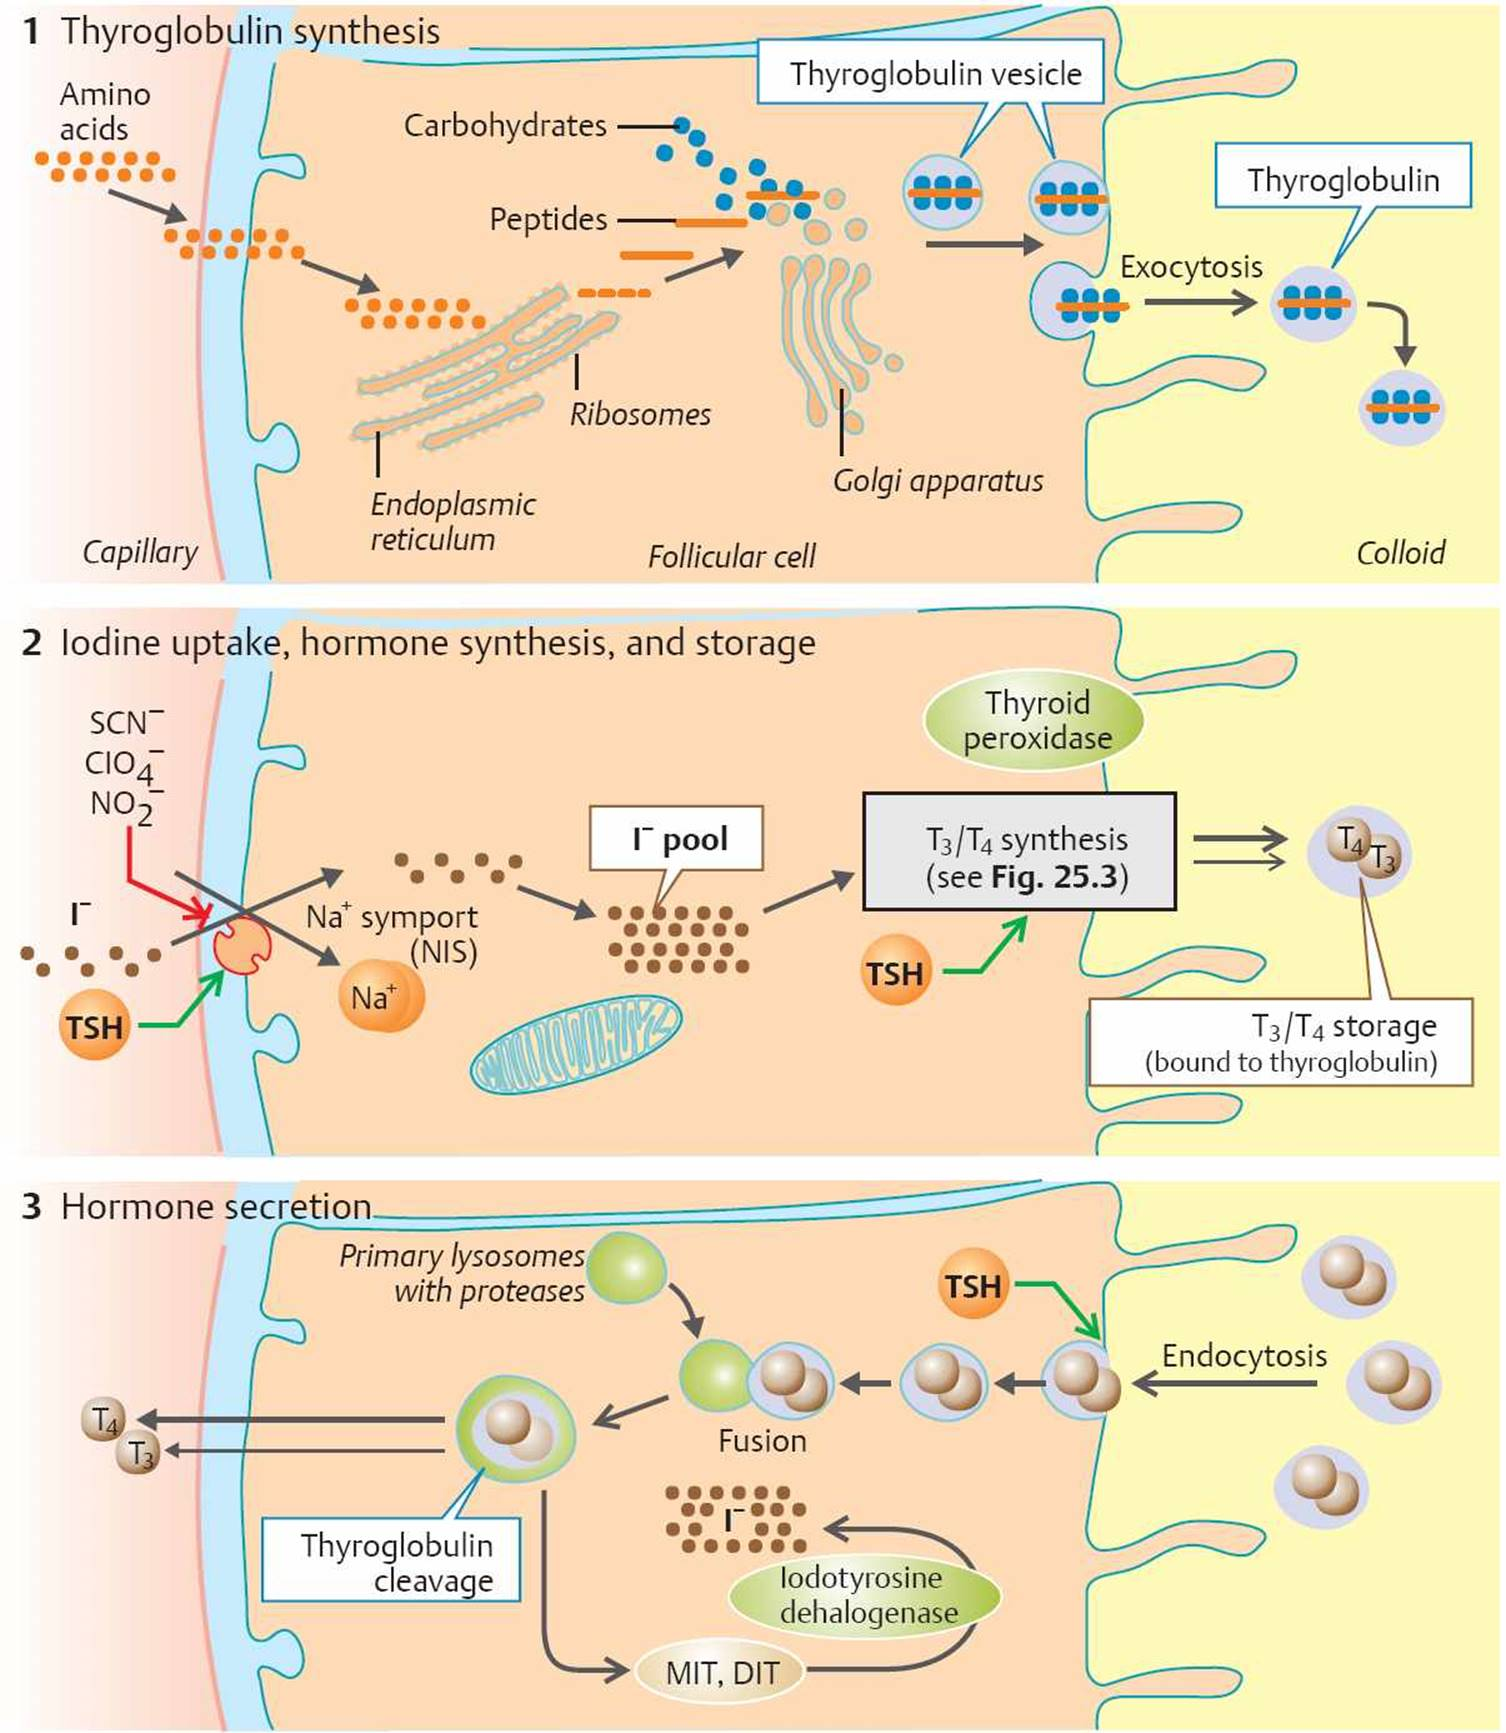 1 Thyroglobulin synthesis
Amino
acids
Carbohydrates
Peptides
Thyroglobulin vesicle
Thyroglobulin
Exocytosis
Ribosomes
Golgi apparatus
Endoplasmic
reticulum
Capillary
Follicular cell
Colloid
2 Iodine uptake, hormone synthesis, and storage
SCN⁻
ClO₄⁻
NO₂⁻
I⁻
TSH
Na⁺ symport
(NIS)
Na⁺
I⁻ pool
Thyroid
peroxidase
T₃/T₄ synthesis
(see Fig. 25.3)
TSH
T₄
T₃
T₃/T₄ storage
(bound to thyroglobulin)
3 Hormone secretion
Primary lysosomes
with proteases
TSH
Endocytosis
Fusion
T₄
T₃
Thyroglobulin
cleavage
I⁻
Iodotyrosine
dehalogenase
MIT, DIT